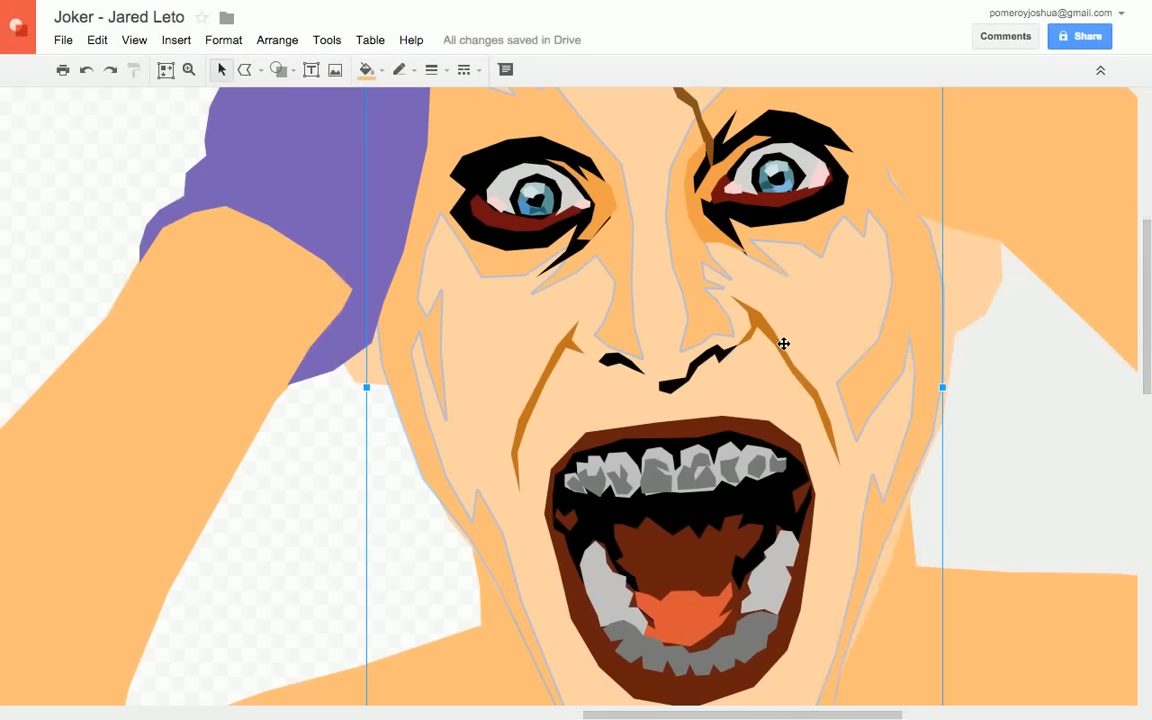 Joker - Jared Leto
pomeroyjoshua@gmail.com
File Edit View Insert Format Arrange Tools Table Help All changes saved in Drive
Comments Share